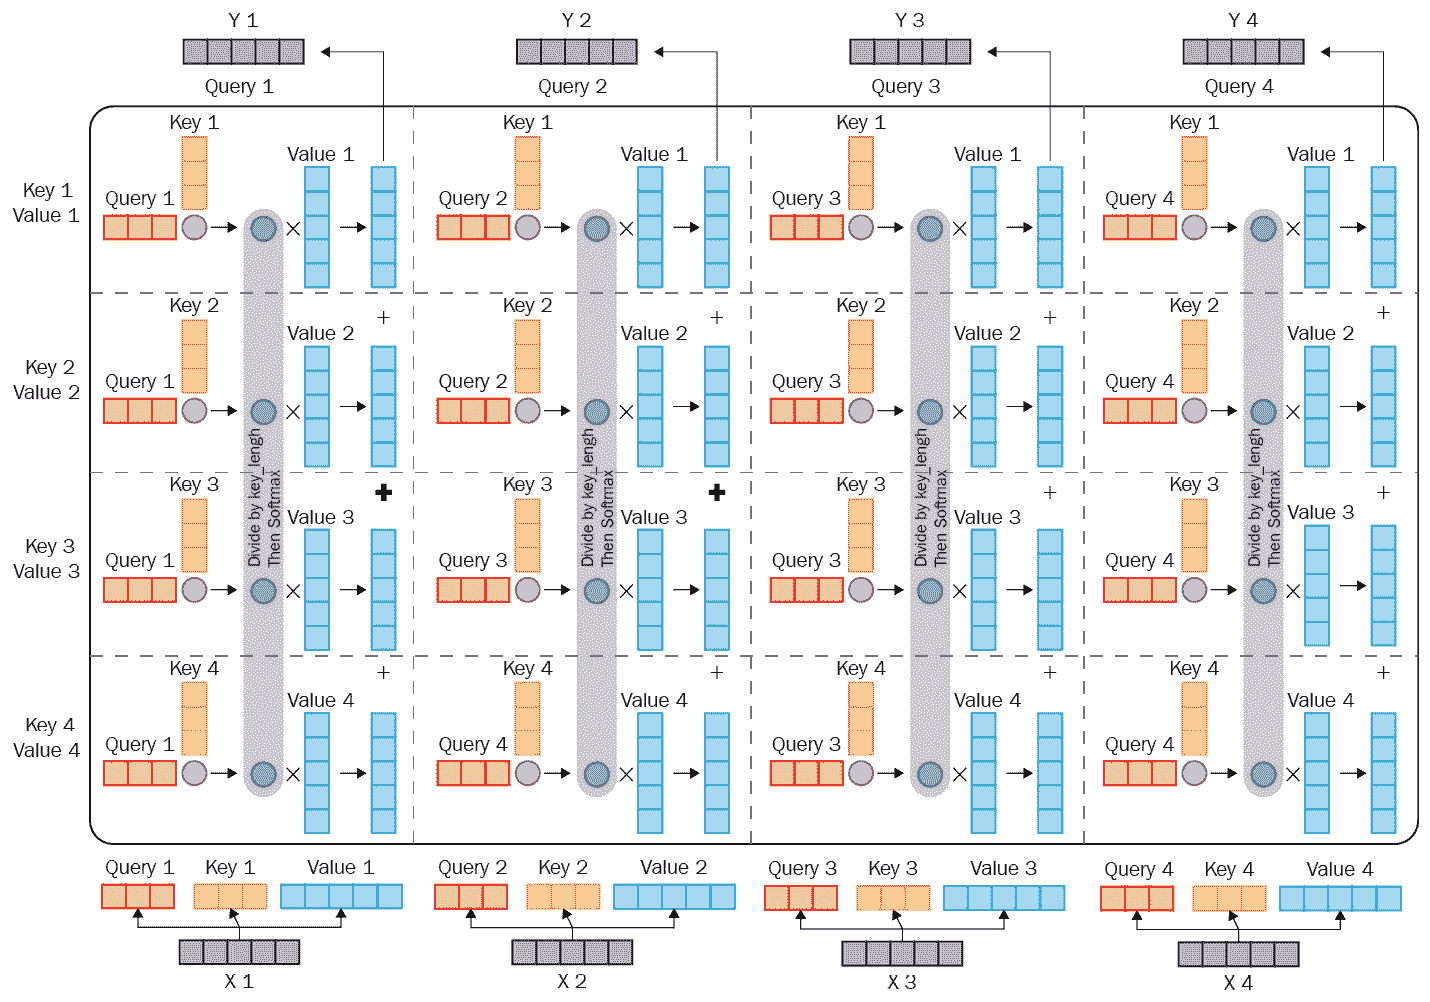 Y 1
Y 2
Y 3
Y 4
Query 1
Query 2
Query 3
Query 4
Key 1
Value 1
Key 1
Query 1
×
Value 1
Key 1
Query 2
×
Value 1
Key 1
Query 3
×
Value 1
Key 1
Query 4
×
Value 1
+
+
+
+
Key 2
Value 2
Key 2
Query 1
×
Value 2
Key 2
Query 2
×
Value 2
Key 2
Query 3
×
Value 2
Key 2
Query 4
×
Value 2
Divide by key_lengh
Then Softmax
Divide by key_lengh
Then Softmax
Divide by key_lengh
Then Softmax
Divide by key_lengh
Then Softmax
+
+
+
+
Key 3
Value 3
Key 3
Query 1
×
Value 3
Key 3
Query 3
×
Value 3
Key 3
Query 3
×
Value 3
Key 3
Query 4
×
Value 3
+
+
+
+
Key 4
Value 4
Key 4
Query 1
×
Value 4
Key 4
Query 4
×
Value 4
Key 4
Query 3
×
Value 4
Key 4
Query 4
×
Value 4
Query 1
Key 1
Value 1
Query 2
Key 2
Value 2
Query 3
Key 3
Value 3
Query 4
Key 4
Value 4
X 1
X 2
X 3
X 4